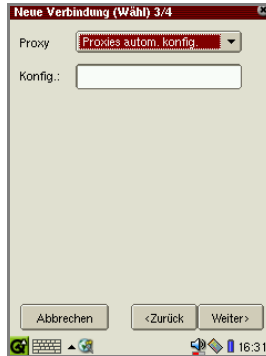 Neue Verbindung (Wähl) 3/4
Proxy Proxies autom. konfig.
Konfig.:
Abbrechen <Zurück Weiter>
16:31